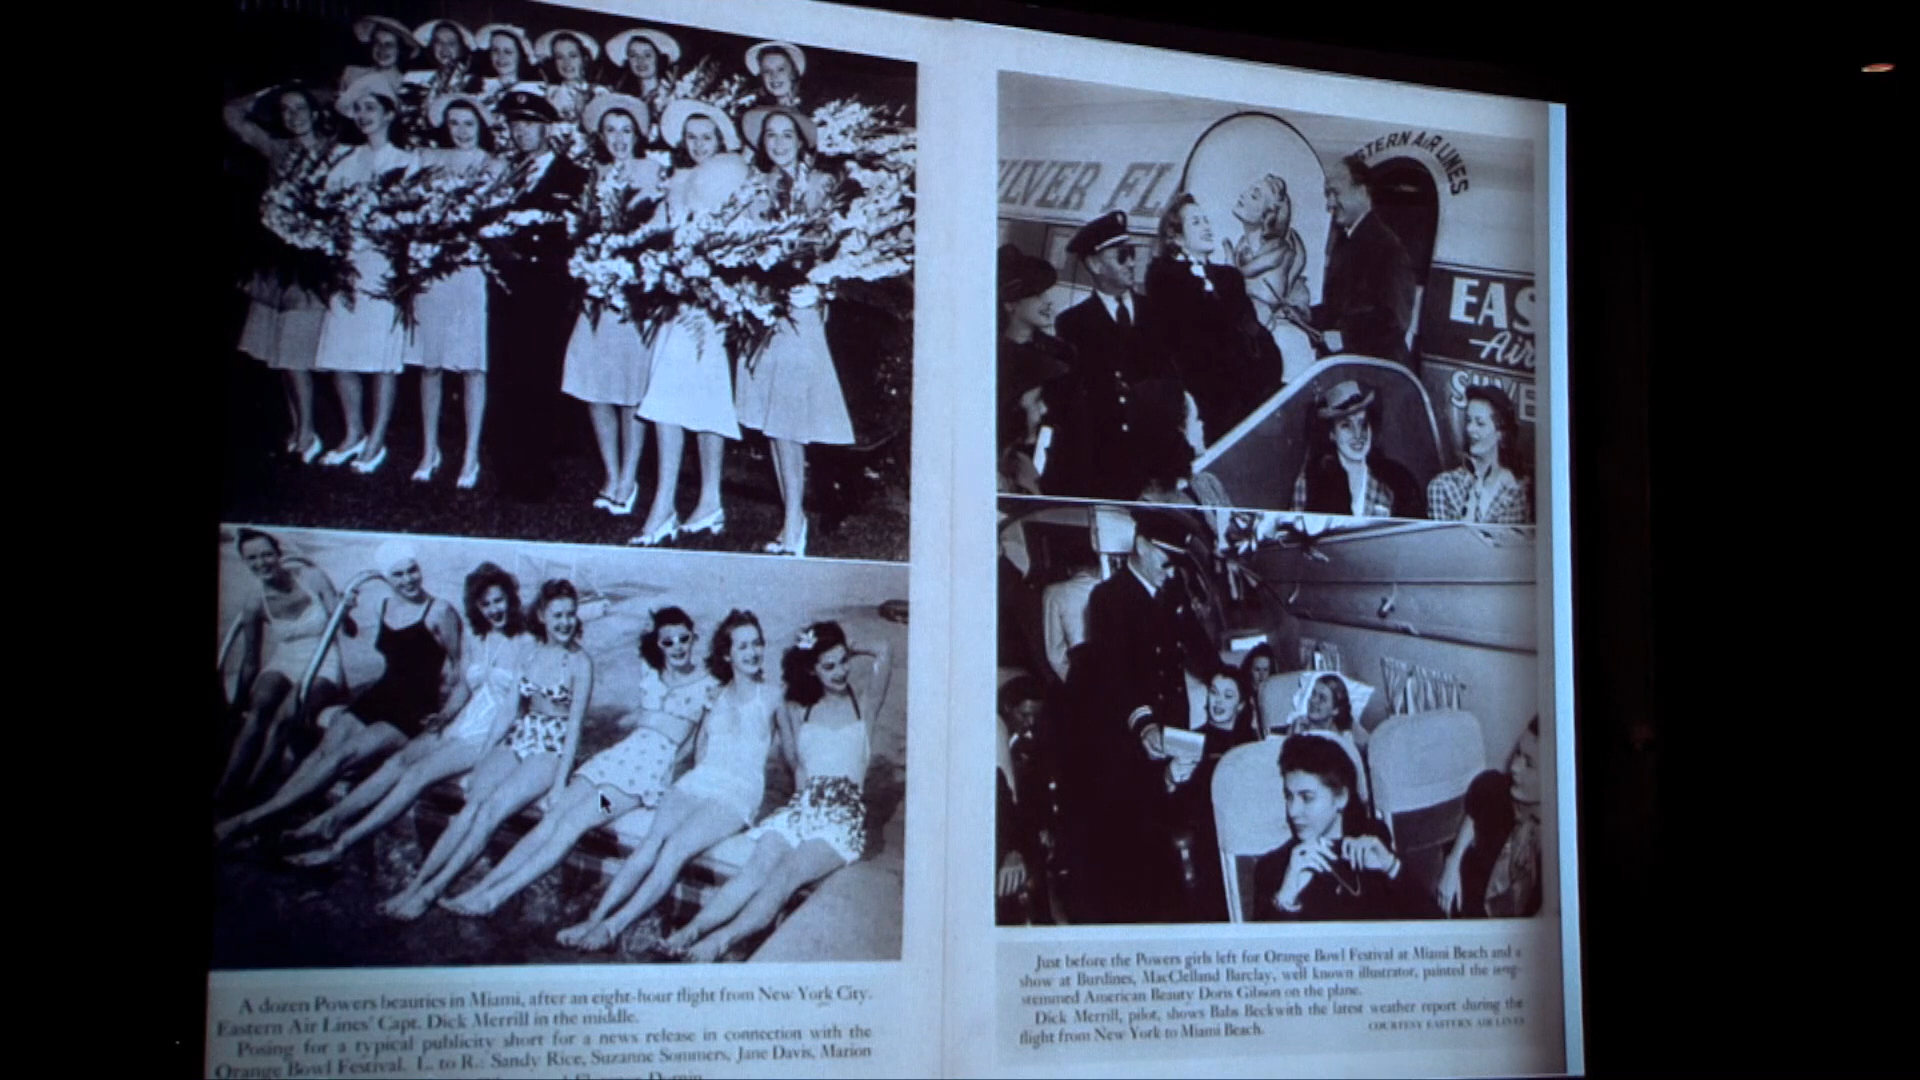 A dozen Powers beauties in Miami, after an eight-hour flight from New York City.
Eastern Air Lines' Capt. Dick Merrill in the middle.
Posing for a typical publicity short for a news release in connection with the
Orange Bowl Festival. L. to R.: Sandy Rice, Suzanne Sommers, Jane Davis, Marion
STERN AIR LINES
ILVER FL
EAS
Air
Just before the Powers girls left for Orange Bowl Festival at Miami Beach and a
show at Burdines, MacClelland Barclay, well known illustrator, painted the long-
stemmed American Beauty Doris Gibson on the plane.
Dick Merrill, pilot, shows Babs Beckwith the latest weather report during the
flight from New York to Miami Beach.
COURTESY EASTERN AIR LINES